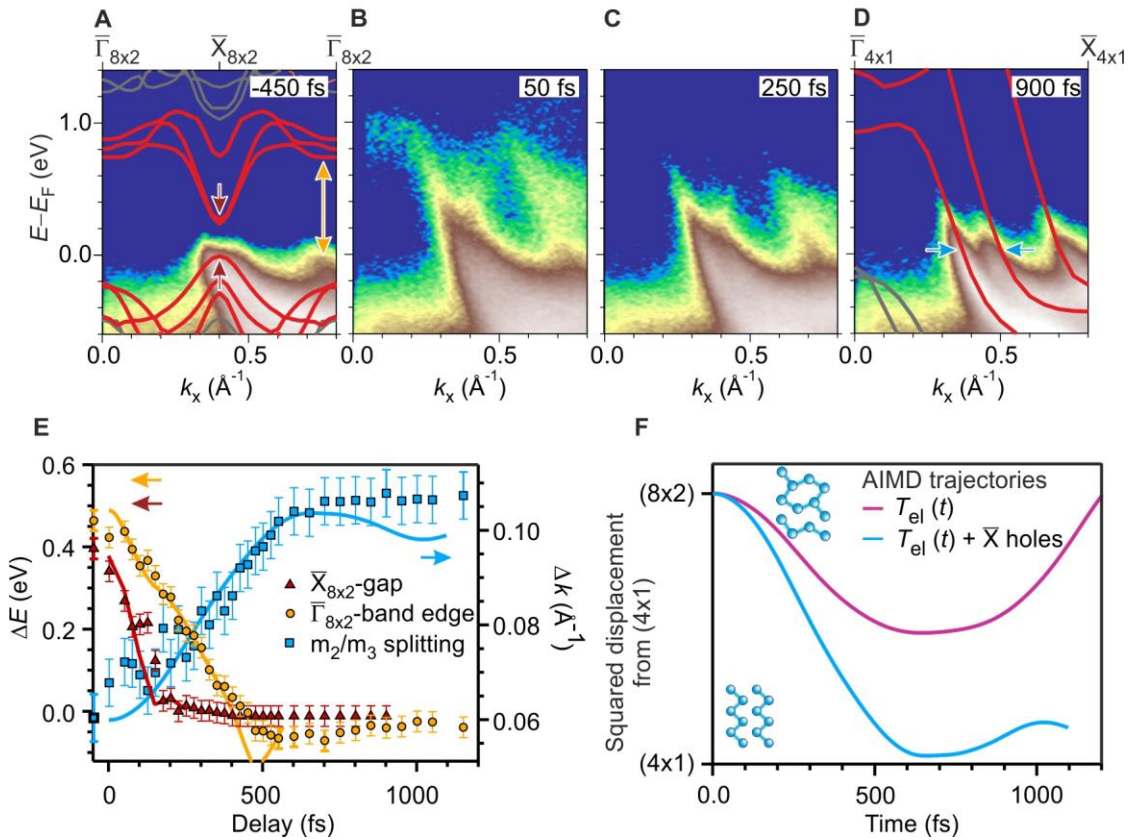 A
B
C
D
Γ̅8x2
X̅8x2
Γ̅8x2
Γ̅4x1
X̅4x1
-450 fs
50 fs
250 fs
900 fs
1.0
0.0
E−EF (eV)
0.0
0.5
0.0
0.5
0.0
0.5
0.0
0.5
kx (Å-1)
kx (Å-1)
kx (Å-1)
kx (Å-1)
E
0.6
0.4
0.2
0.0
ΔE (eV)
0.10
0.08
0.06
Δk (Å-1)
X̅8x2-gap
Γ̅8x2-band edge
m2/m3 splitting
0
500
1000
Delay (fs)
F
(8x2)
(4x1)
Squared displacement
from (4x1)
AIMD trajectories
Tel (t)
Tel (t) + X̅ holes
0.0
500
1000
Time (fs)